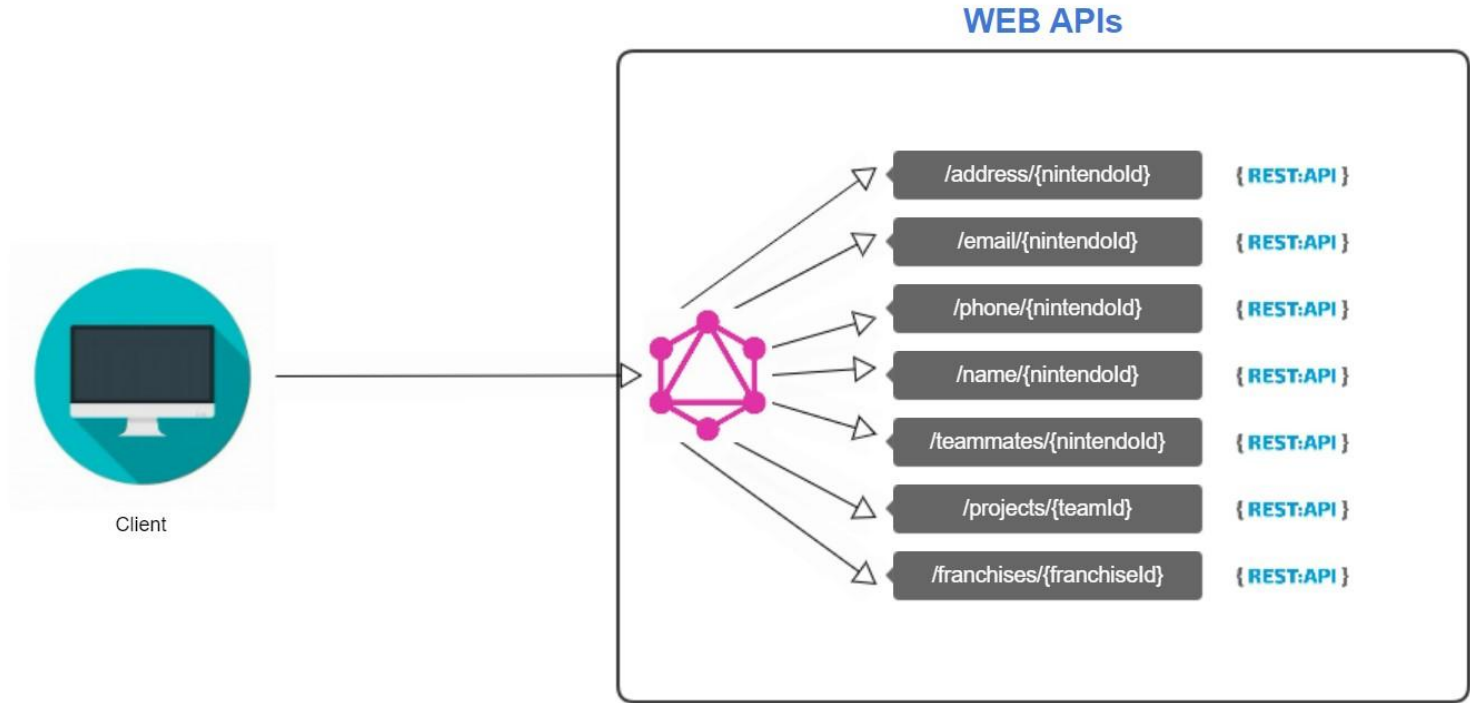 WEB APIs
/address/{nintendoId}
{ REST:API }
/email/{nintendoId}
{ REST:API }
/phone/{nintendoId}
{ REST:API }
/name/{nintendoId}
{ REST:API }
/teammates/{nintendoId}
{ REST:API }
/projects/{teamId}
{ REST:API }
/franchises/{franchiseId}
{ REST:API }
Client